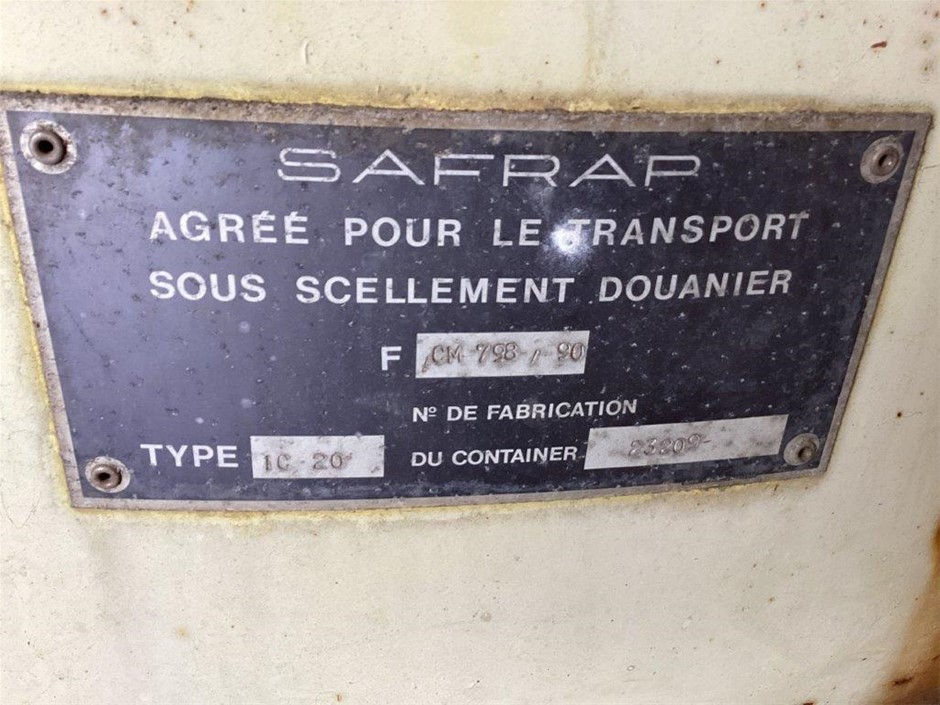 SAFRAP
AGRÉÉ POUR LE TRANSPORT
SOUS SCELLEMENT DOUANIER
F CM 798 / 90
Nº DE FABRICATION
TYPE 1C 20' DU CONTAINER 23209